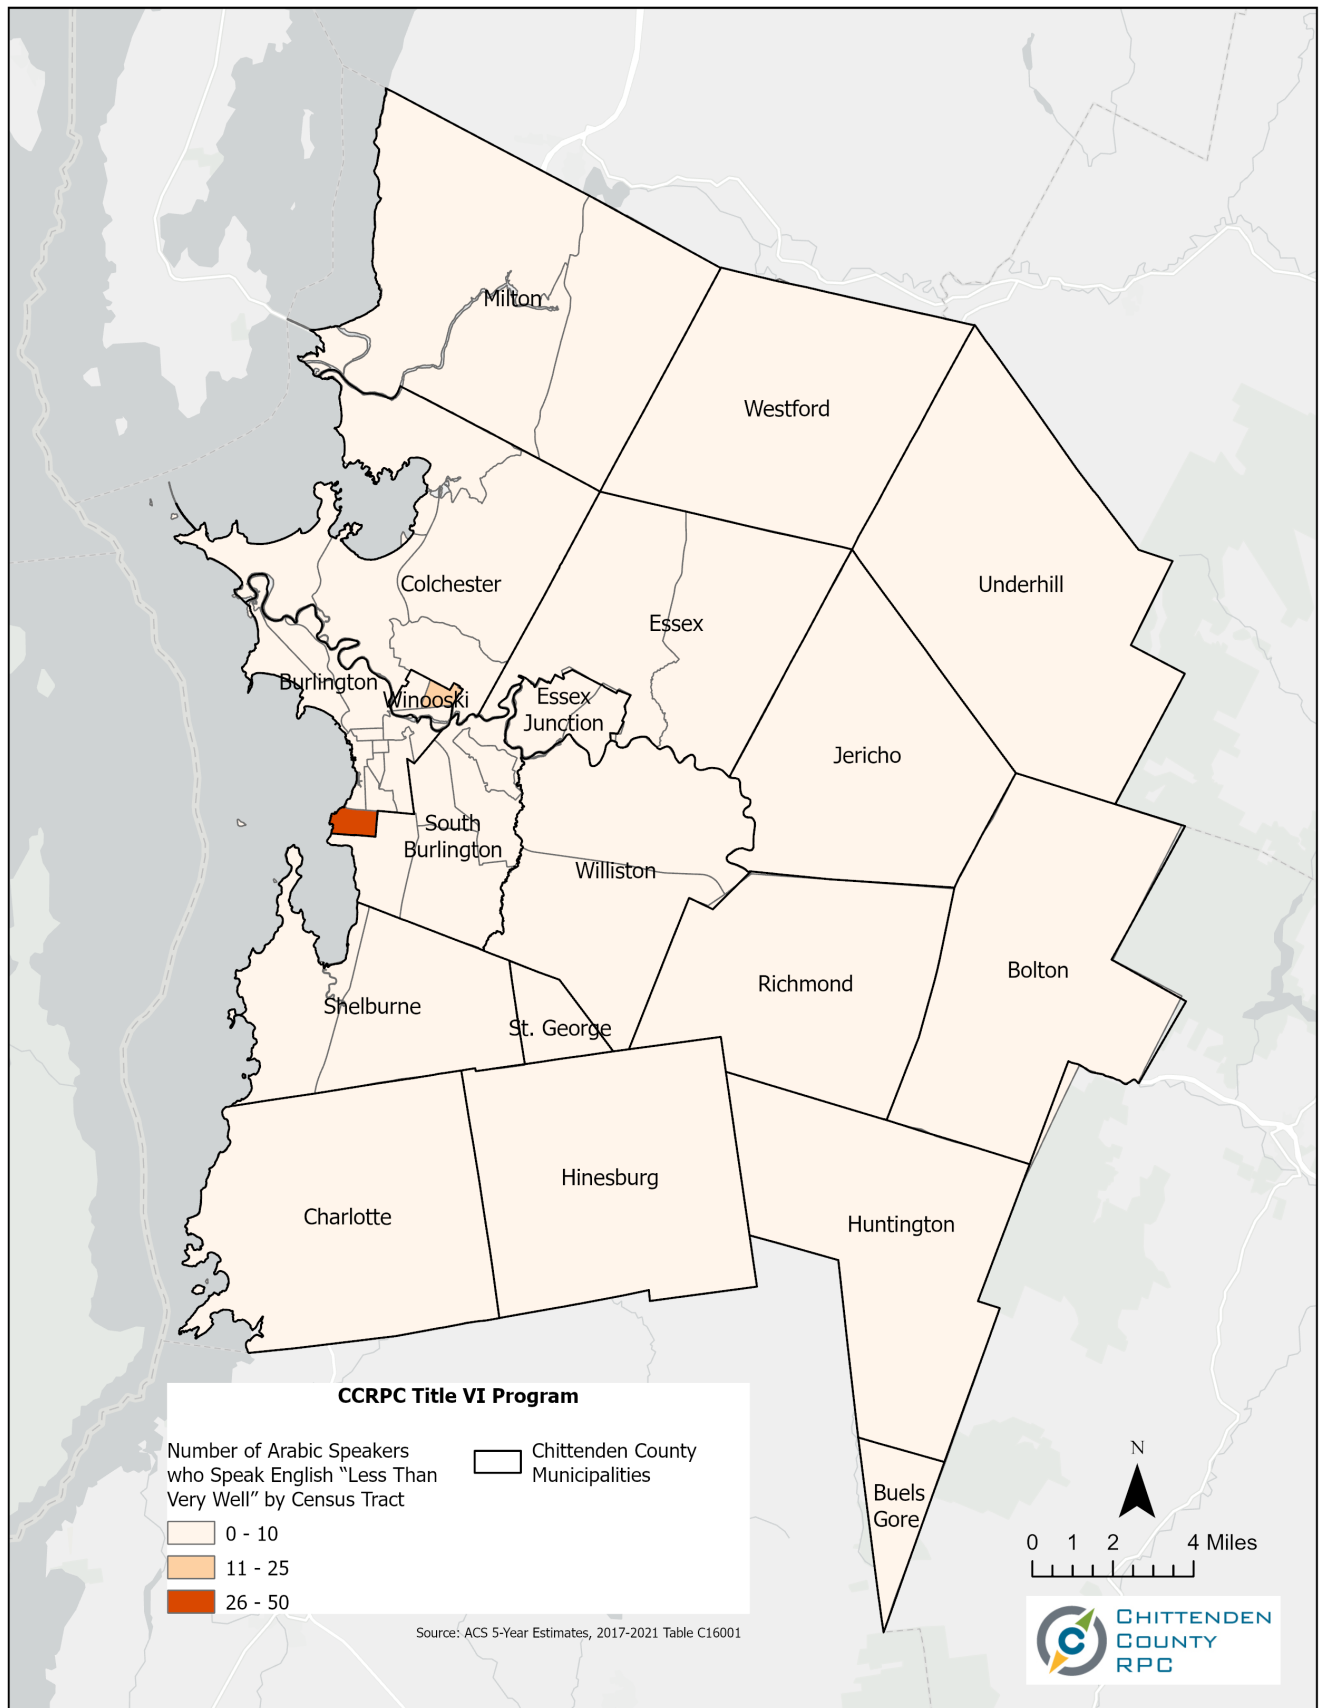 Milton
Westford
Underhill
Colchester
Essex
Burlington
Winooski
Essex
Junction
Jericho
South
Burlington
Williston
Bolton
Richmond
Shelburne
St. George
Hinesburg
Charlotte
Huntington
Buels
Gore
CCRPC Title VI Program
Number of Arabic Speakers
who Speak English “Less Than
Very Well” by Census Tract
0 - 10
11 - 25
26 - 50
Chittenden County
Municipalities
Source: ACS 5-Year Estimates, 2017-2021 Table C16001
N
0 1 2 4 Miles
C
CHITTENDEN
COUNTY
RPC